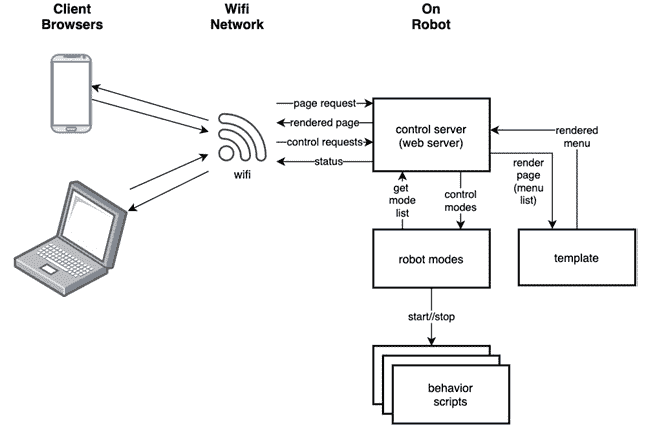 Client
Browsers
Wifi
Network
On
Robot
page request
rendered page
control requests
status
wifi
control server
(web server)
rendered
menu
render
page
(menu
list)
get
mode
list
control
modes
robot modes
template
start//stop
behavior
scripts